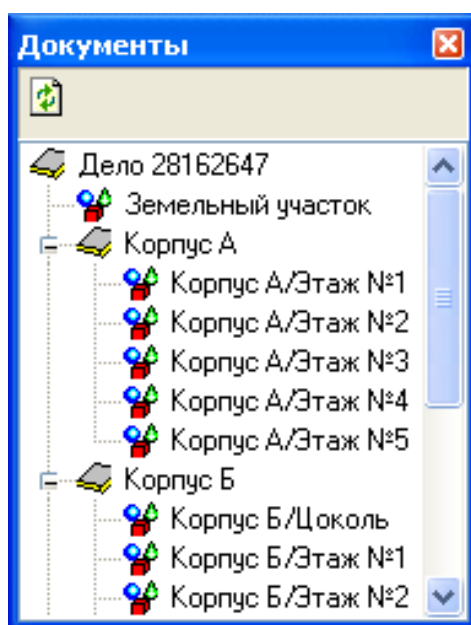 Документы
Дело 28162647
Земельный участок
Корпус А
Корпус А/Этаж №1
Корпус А/Этаж №2
Корпус А/Этаж №3
Корпус А/Этаж №4
Корпус А/Этаж №5
Корпус Б
Корпус Б/Цоколь
Корпус Б/Этаж №1
Корпус Б/Этаж №2